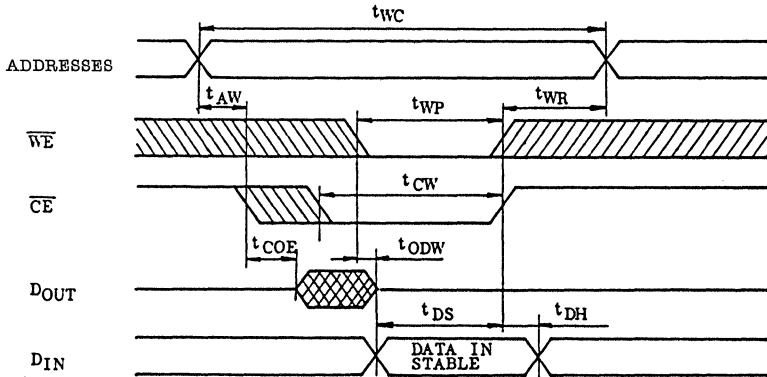 tWC
ADDRESSES
tAW
tWP
tWR
WE
tCW
CE
tCOE
tODW
DOUT
tDS
tDH
DIN
DATA IN
STABLE